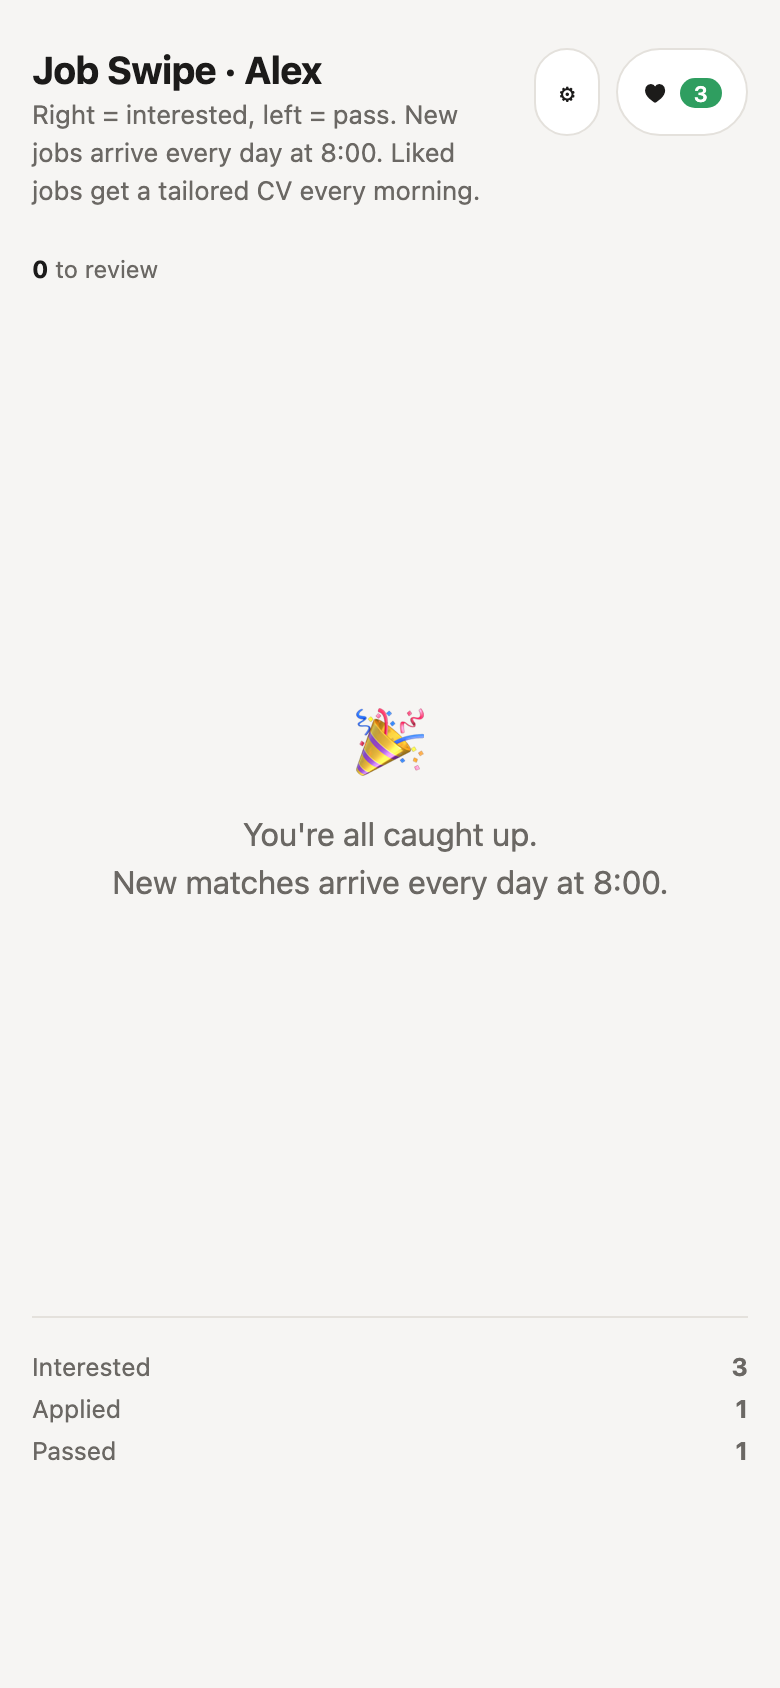 Job Swipe · Alex
Right = interested, left = pass. New
jobs arrive every day at 8:00. Liked
jobs get a tailored CV every morning.
3
0 to review
You're all caught up.
New matches arrive every day at 8:00.
Interested 3
Applied 1
Passed 1